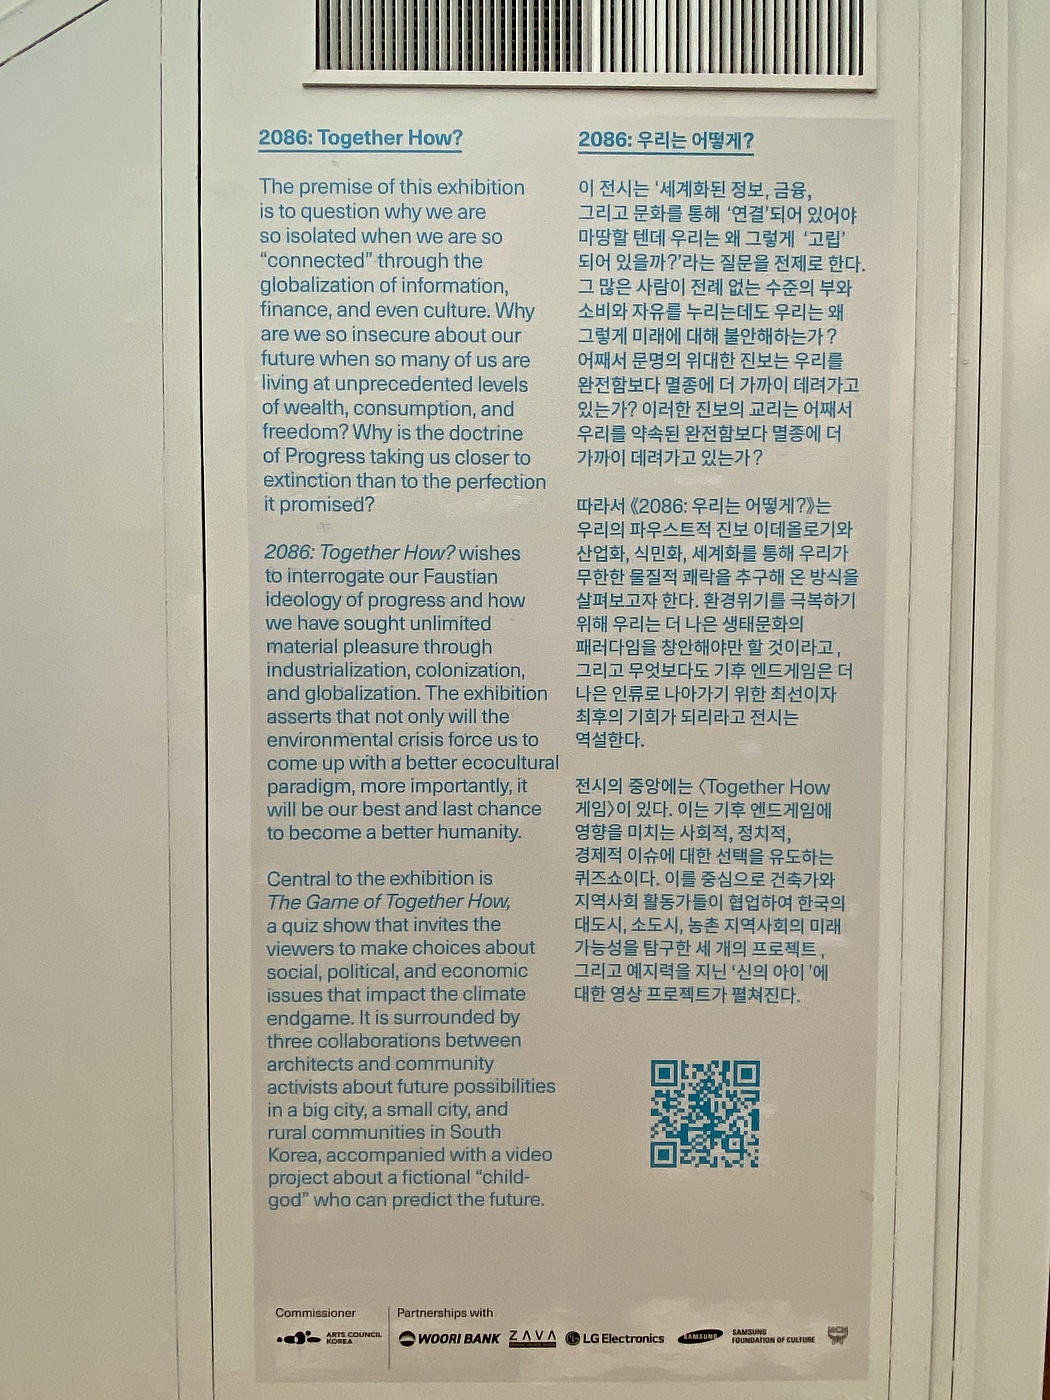 2086: Together How?
The premise of this exhibition
is to question why we are
so isolated when we are so
“connected” through the
globalization of information,
finance, and even culture. Why
are we so insecure about our
future when so many of us are
living at unprecedented levels
of wealth, consumption, and
freedom? Why is the doctrine
of Progress taking us closer to
extinction than to the perfection
it promised?
2086: Together How? wishes
to interrogate our Faustian
ideology of progress and how
we have sought unlimited
material pleasure through
industrialization, colonization,
and globalization. The exhibition
asserts that not only will the
environmental crisis force us to
come up with a better ecocultural
paradigm, more importantly, it
will be our best and last chance
to become a better humanity.
Central to the exhibition is
The Game of Together How,
a quiz show that invites the
viewers to make choices about
social, political, and economic
issues that impact the climate
endgame. It is surrounded by
three collaborations between
architects and community
activists about future possibilities
in a big city, a small city, and
rural communities in South
Korea, accompanied with a video
project about a fictional “child-
god” who can predict the future.
2086: 우리는 어떻게?
이 전시는 ‘세계화된 정보, 금융,
그리고 문화를 통해 ‘연결’되어 있어야
마땅할 텐데 우리는 왜 그렇게 ‘고립’
되어 있을까?’라는 질문을 전제로 한다.
그 많은 사람이 전례 없는 수준의 부와
소비와 자유를 누리는데도 우리는 왜
그렇게 미래에 대해 불안해하는가?
어째서 문명의 위대한 진보는 우리를
완전함보다 멸종에 더 가까이 데려가고
있는가? 이러한 진보의 교리는 어째서
우리를 약속된 완전함보다 멸종에 더
가까이 데려가고 있는가?
따라서 《2086: 우리는 어떻게?》는
우리의 파우스트적 진보 이데올로기와
산업화, 식민화, 세계화를 통해 우리가
무한한 물질적 쾌락을 추구해 온 방식을
살펴보고자 한다. 환경위기를 극복하기
위해 우리는 더 나은 생태문화의
패러다임을 창안해야만 할 것이라고,
그리고 무엇보다도 기후 엔드게임은 더
나은 인류로 나아가기 위한 최선이자
최후의 기회가 되리라고 전시는
역설한다.
전시의 중앙에는 〈Together How
게임〉이 있다. 이는 기후 엔드게임에
영향을 미치는 사회적, 정치적,
경제적 이슈에 대한 선택을 유도하는
퀴즈쇼이다. 이를 중심으로 건축가와
지역사회 활동가들이 협업하여 한국의
대도시, 소도시, 농촌 지역사회의 미래
가능성을 탐구한 세 개의 프로젝트,
그리고 예지력을 지닌 ‘신의 아이’에
대한 영상 프로젝트가 펼쳐진다.
Commissioner
ARTS COUNCIL
KOREA
Partnerships with
WOORI BANK
ZAVA
LG Electronics
SAMSUNG
SAMSUNG
FOUNDATION OF CULTURE